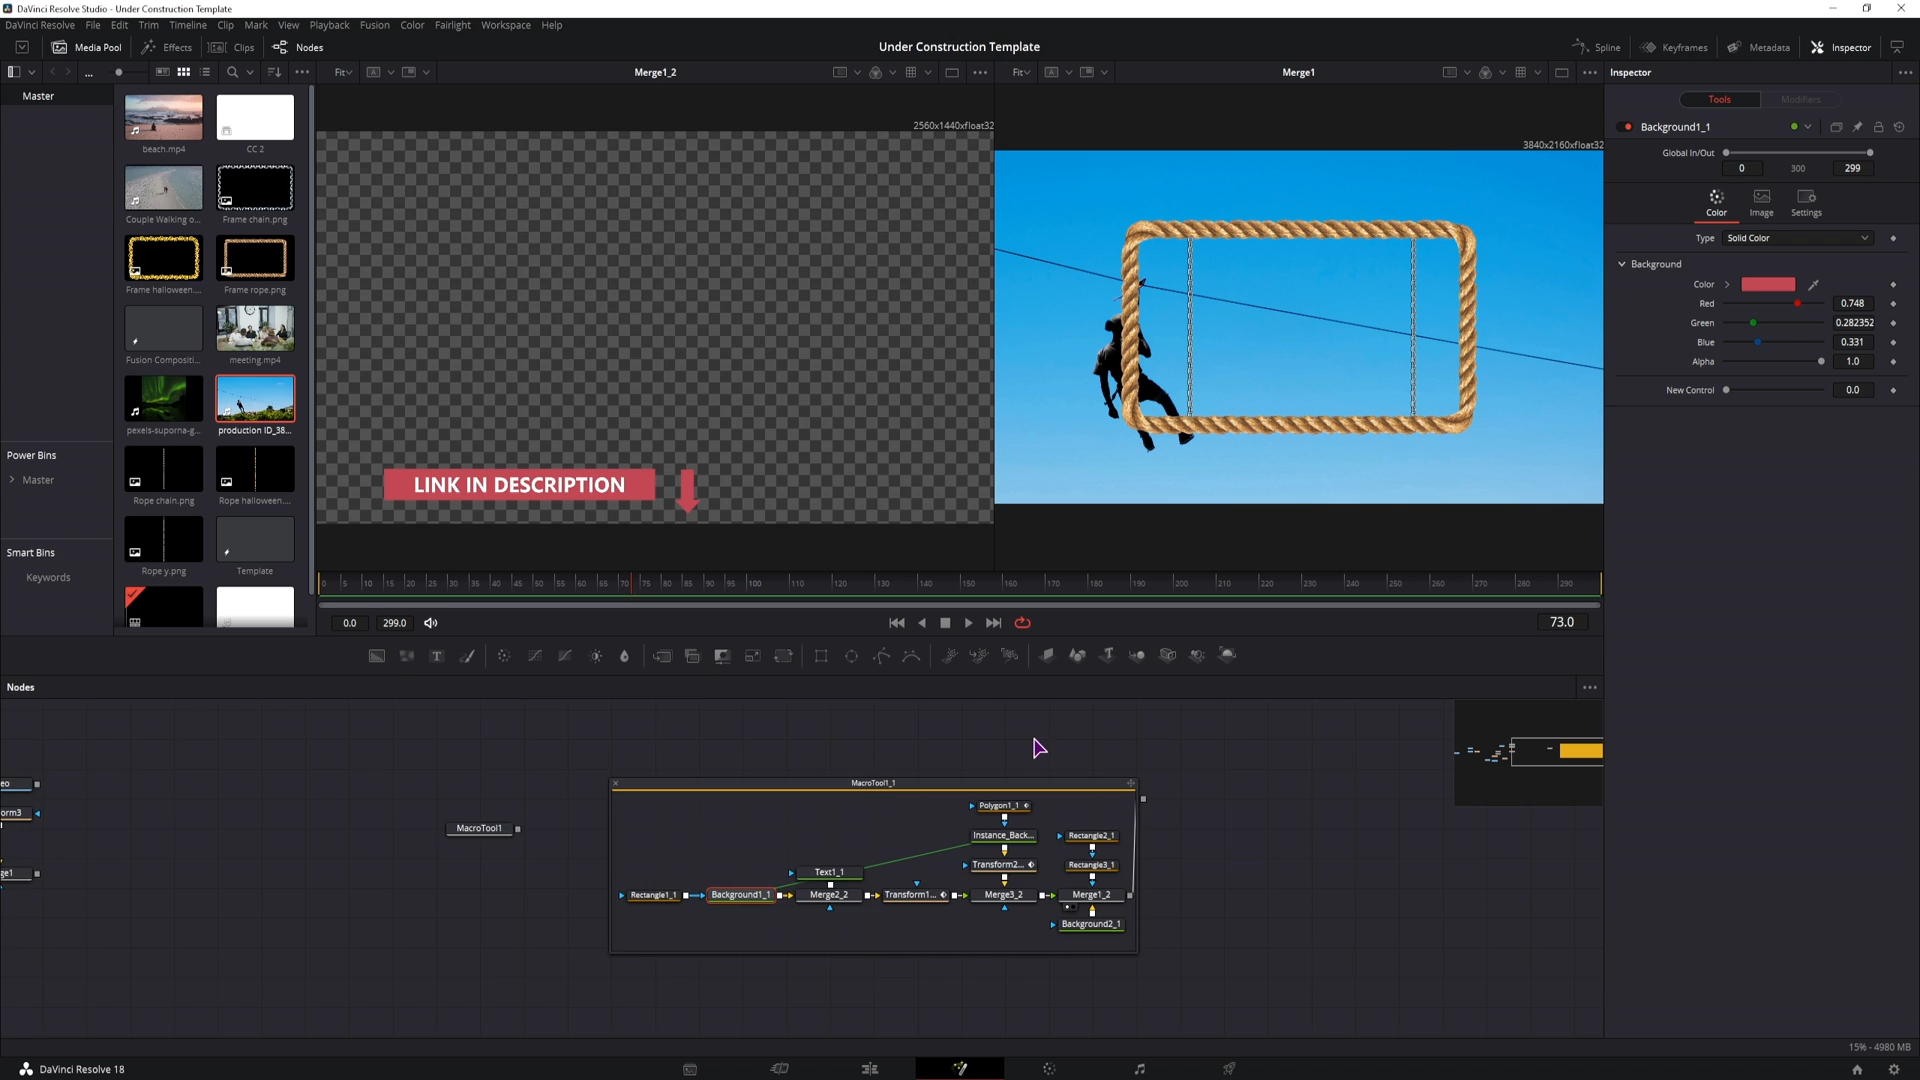 DaVinci Resolve Studio - Under Construction Template
DaVinci Resolve File Edit Trim Timeline Clip Mark View Playback Fusion Color Fairlight Workspace Help
Media Pool Effects Clips Nodes Under Construction Template Spline Keyframes Metadata Inspector
Fit Merge1_2 Fit Merge1 Inspector
Master
beach.mp4 CC 2
Couple Walking o... Frame chain.png
Frame halloween.... Frame rope.png
Fusion Compositi... meeting.mp4
pexels-suporna-g... production ID_38...
Rope chain.png Rope halloween....
Rope y.png Template
Power Bins
Master
Smart Bins
Keywords
2560x1440xfloat32
LINK IN DESCRIPTION
3840x2160xfloat32
Tools Modifiers
Background1_1
Global In/Out
0 300 299
Color Image Settings
Type Solid Color
Background
Color
Red 0.748
Green 0.282352
Blue 0.331
Alpha 1.0
New Control 0.0
0 5 10 15 20 25 30 35 40 45 50 55 60 65 70 75 80 85 90 95 100 110 120 130 140 150 160 170 180 190 200 210 220 230 240 250 260 270 280 290
0.0 299.0 73.0
Nodes
eo
orm3
ge1
MacroTool1
MacroTool1_1
Polygon1_1
Instance_Back... Rectangle2_1
Transform2... Rectangle3_1
Text1_1
Rectangle1_1 Background1_1 Merge2_2 Transform1... Merge3_2 Merge1_2
Background2_1
15% - 4980 MB
DaVinci Resolve 18